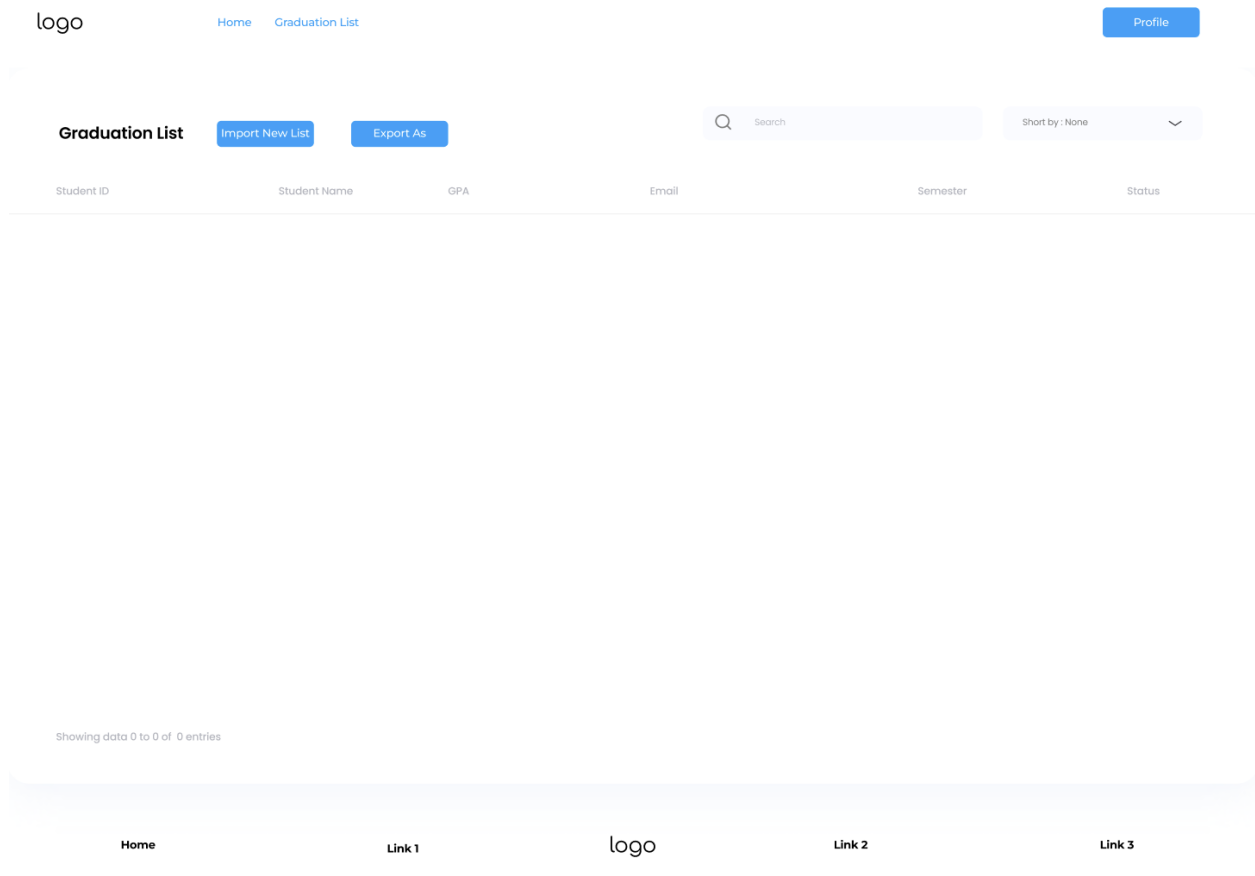 logo
Home Graduation List
Profile
Graduation List
Import New List
Export As
Search
Short by : None
Student ID Student Name GPA Email Semester Status
Showing data 0 to 0 of 0 entries
Home Link 1 logo Link 2 Link 3